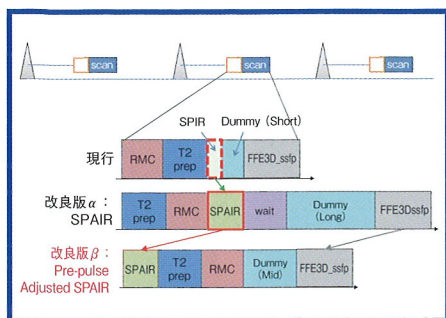 scan scan scan
SPIR Dummy (Short)
現行 RMC T2 prep FFE3D_ssfp
改良版α:
SPAIR
T2 prep RMC SPAIR wait Dummy (Long) FFE3Dssfp
改良版β:
Pre-pulse
Adjusted SPAIR
SPAIR T2 prep RMC Dummy (Mid) FFE3D_ssfp